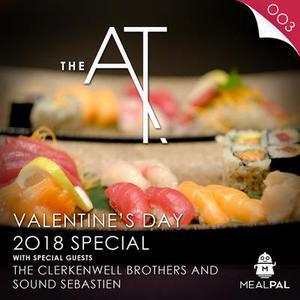 003
THE AT.
VALENTINE'S DAY
2018 SPECIAL
WITH SPECIAL GUESTS
THE CLERKENWELL BROTHERS AND
SOUND SEBASTIEN
M
MEALPAL